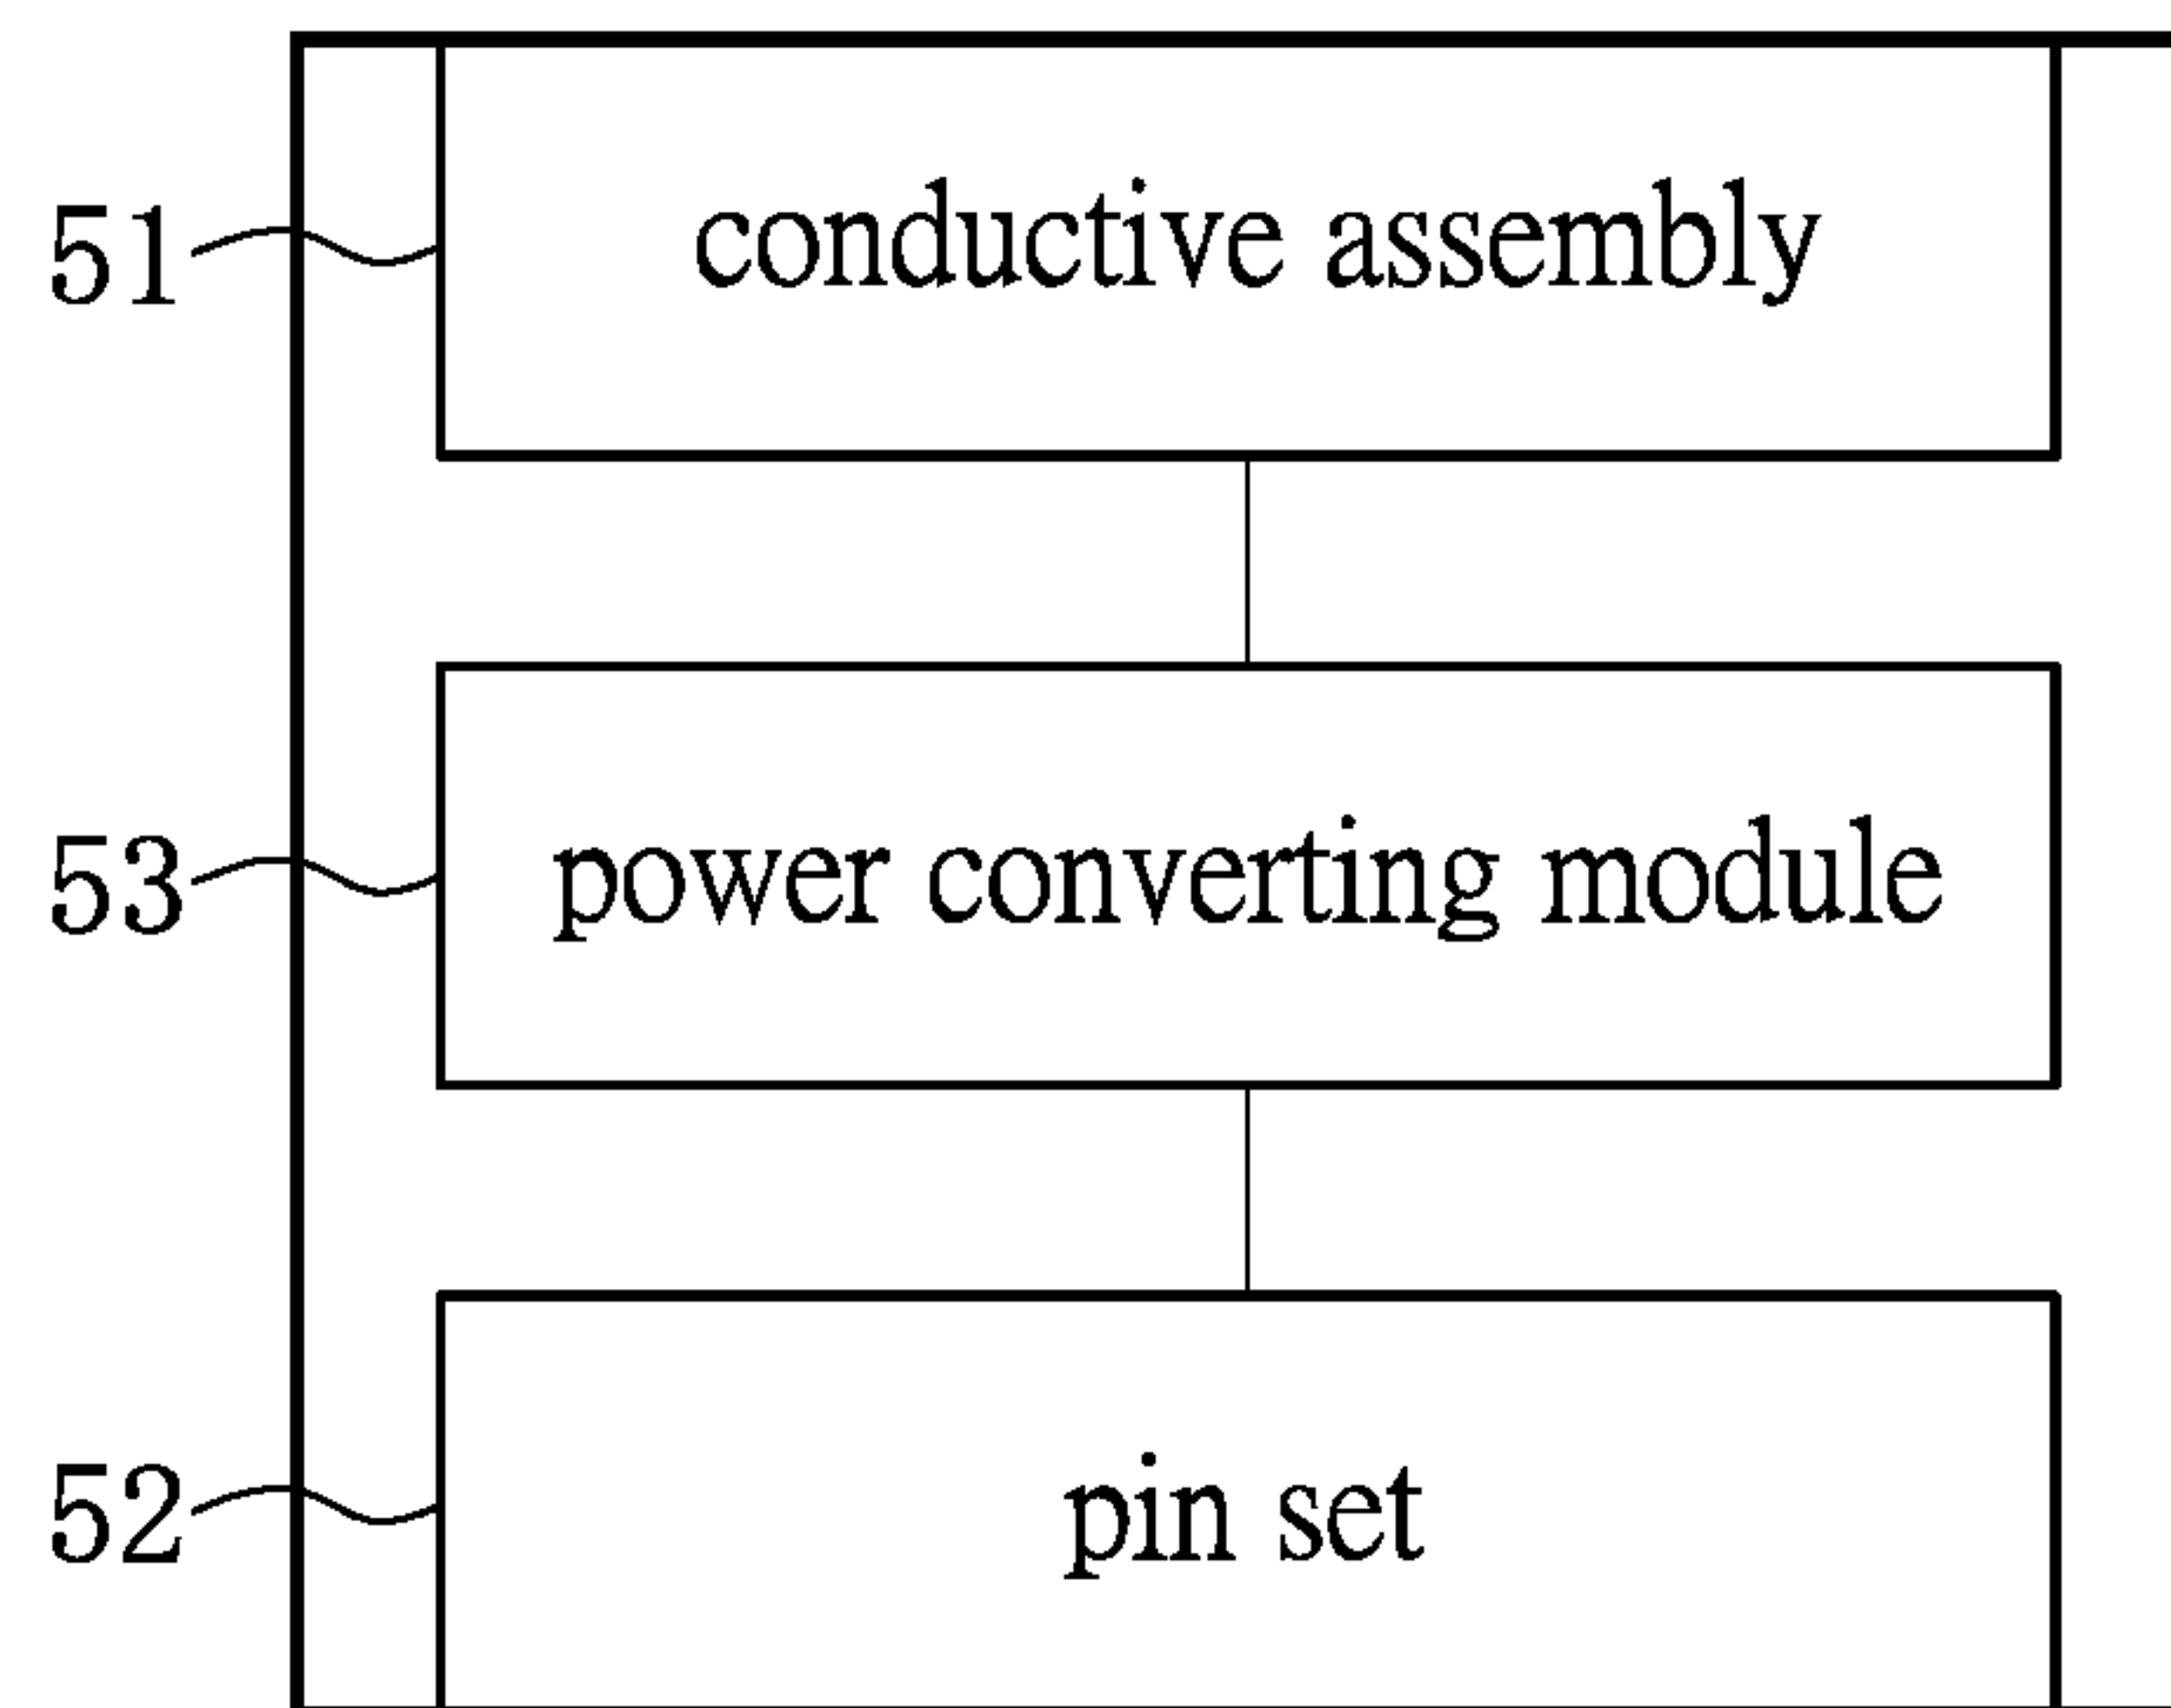 51 conductive assembly
53 power converting module
52 pin set